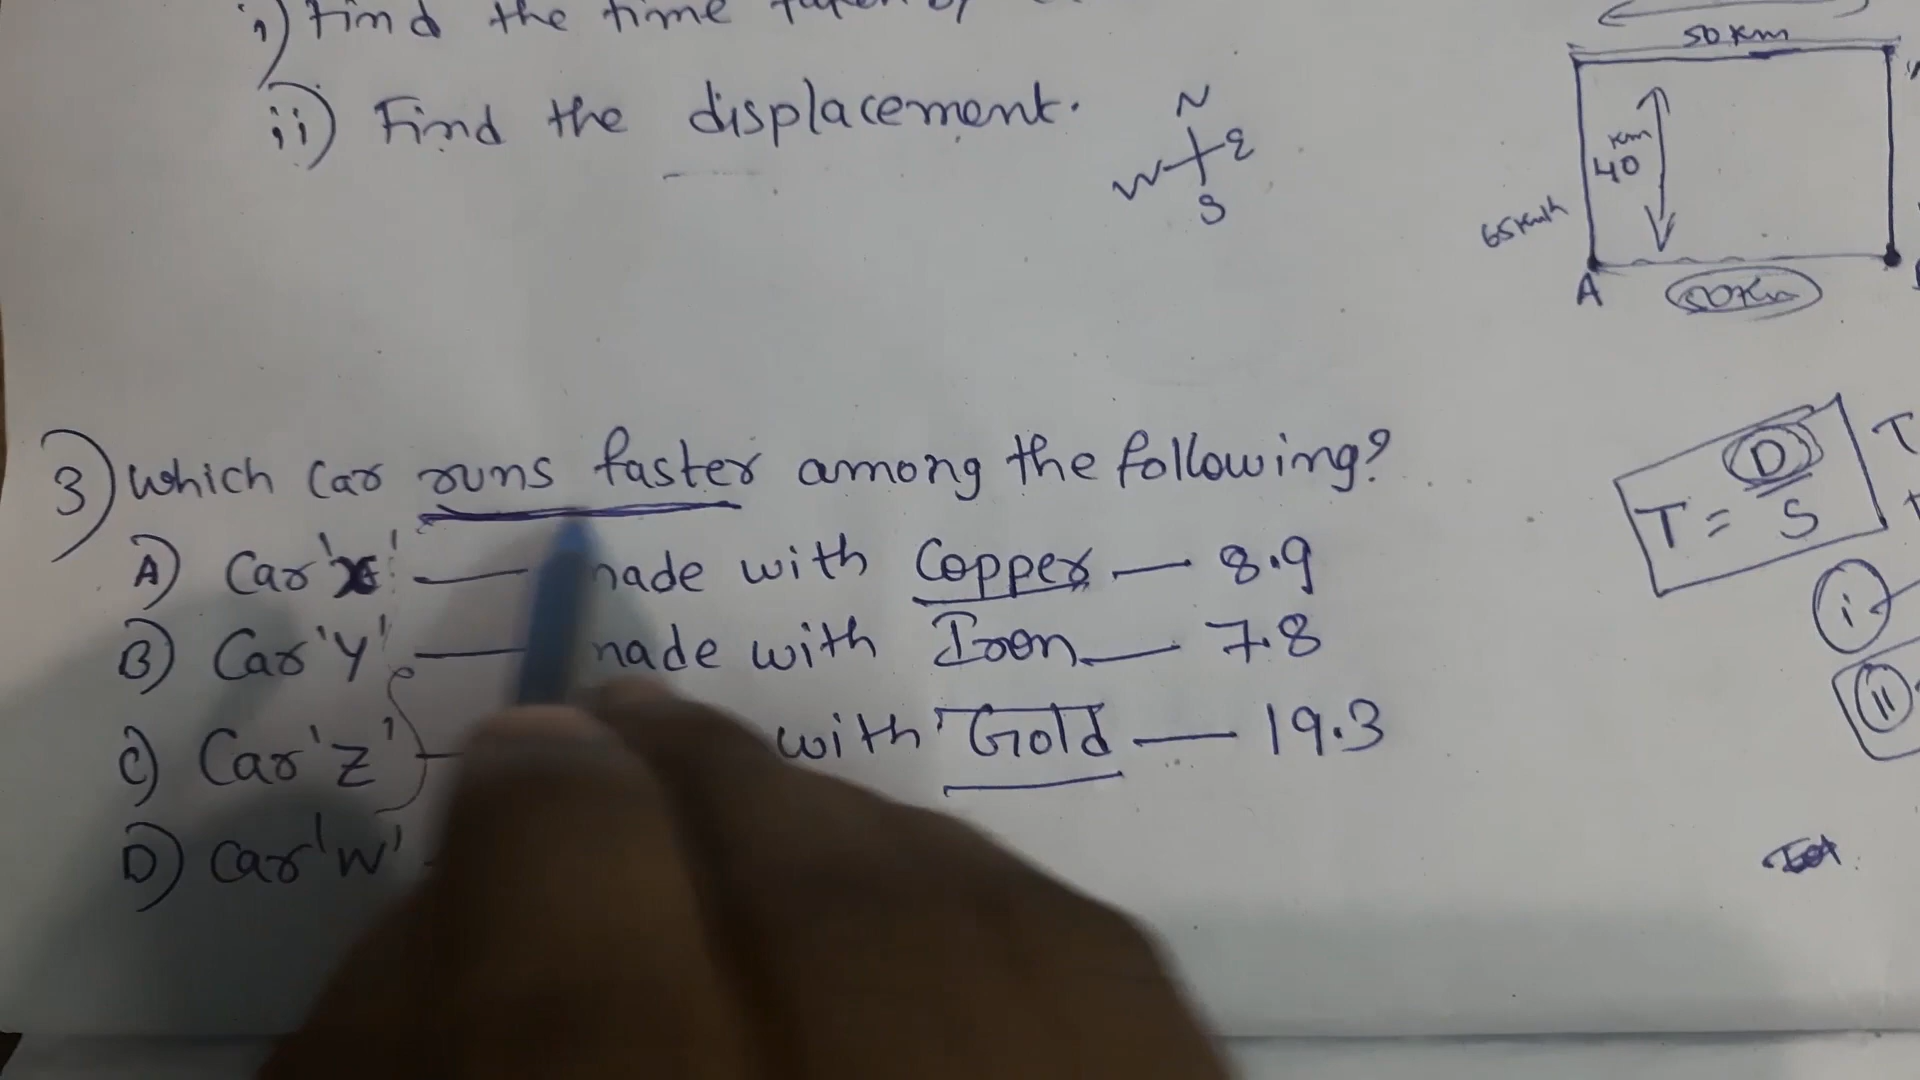 i) Find the time
ii) Find the displacement.
N
W E
S
50 Km
40 Km
65 Km/h
A
50 Km
3) Which Car runs faster among the following?
A) Car 'X' — made with Copper — 8.9
B) Car 'Y' — made with Iron — 7.8
C) Car 'Z' — with Gold — 19.3
D) Car 'W' -
T = D/S
i
ii